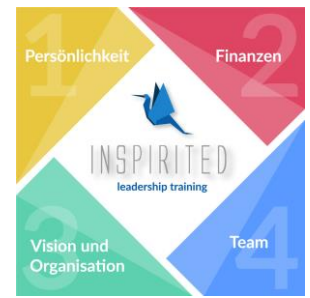 1
Persönlichkeit
2
Finanzen
INSPIRITED
leadership training
3
Vision und
Organisation
4
Team